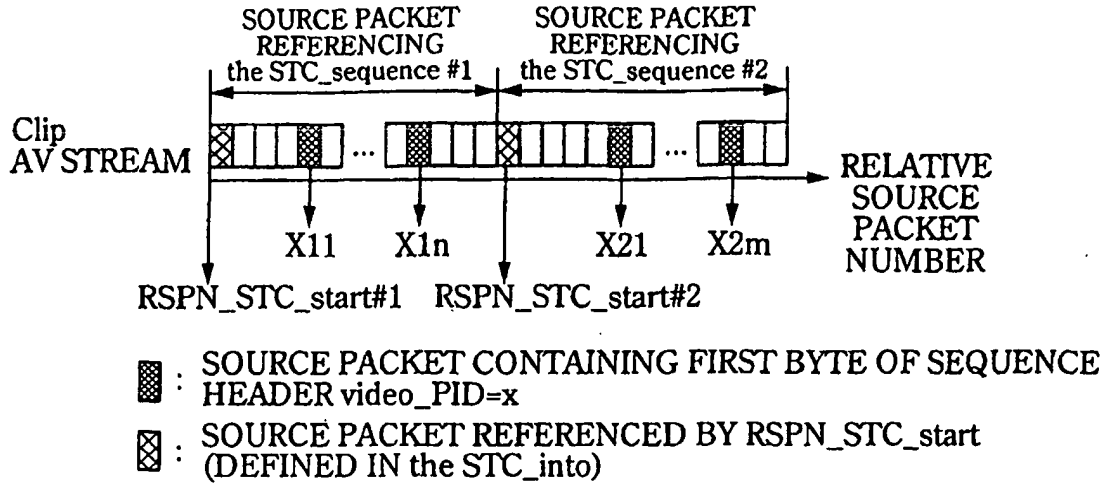 SOURCE PACKET
REFERENCING
the STC_sequence #1
SOURCE PACKET
REFERENCING
the STC_sequence #2
Clip
AV STREAM
...
...
RELATIVE
SOURCE
PACKET
NUMBER
X11
X1n
X21
X2m
RSPN_STC_start#1
RSPN_STC_start#2
: SOURCE PACKET CONTAINING FIRST BYTE OF SEQUENCE
HEADER video_PID=x
: SOURCE PACKET REFERENCED BY RSPN_STC_start
(DEFINED IN the STC_into)